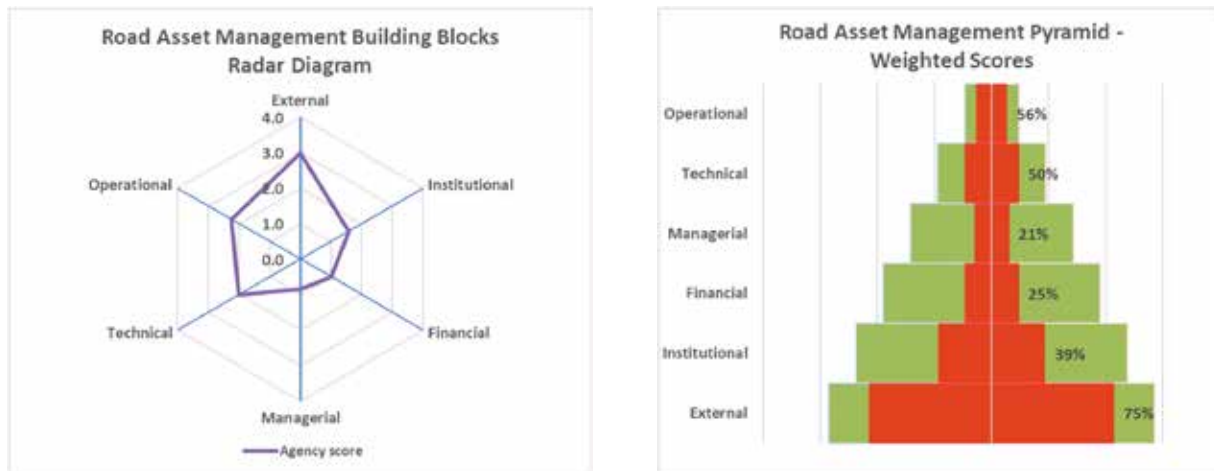 Road Asset Management Building Blocks
Radar Diagram
External
4.0
3.0
2.0
1.0
0.0
Operational
Institutional
Technical
Financial
Managerial
Agency score
Road Asset Management Pyramid -
Weighted Scores
Operational
56%
Technical
50%
Managerial
21%
Financial
25%
Institutional
39%
External
75%